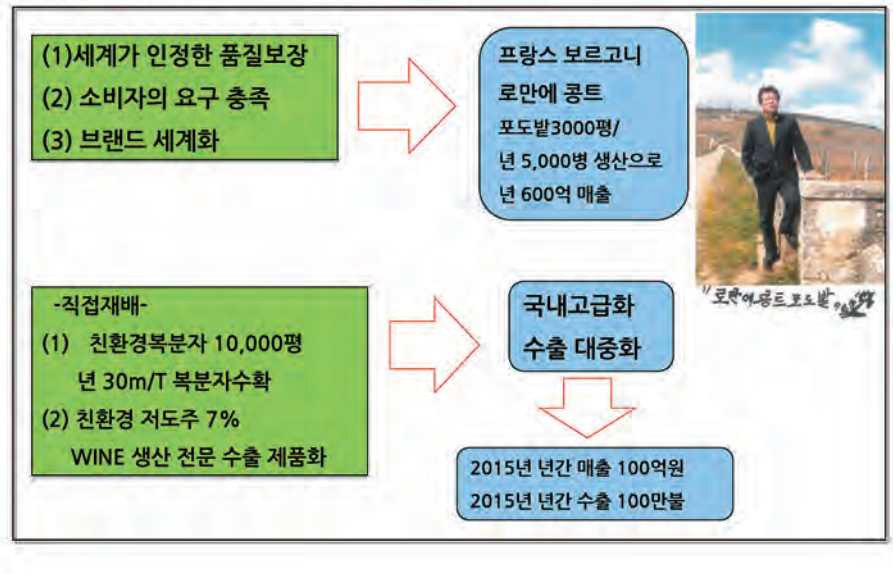 (1)세계가 인정한 품질보장
(2) 소비자의 요구 충족
(3) 브랜드 세계화
프랑스 보르고니
로만에 콩트
포도밭3000평/
년 5,000병 생산으로
년 600억 매출
"로만에콩트포도밭"
-직접재배-
(1) 친환경복분자 10,000평
년 30m/T 복분자수확
(2) 친환경 저도주 7%
WINE 생산 전문 수출 제품화
국내고급화
수출 대중화
2015년 년간 매출 100억원
2015년 년간 수출 100만불